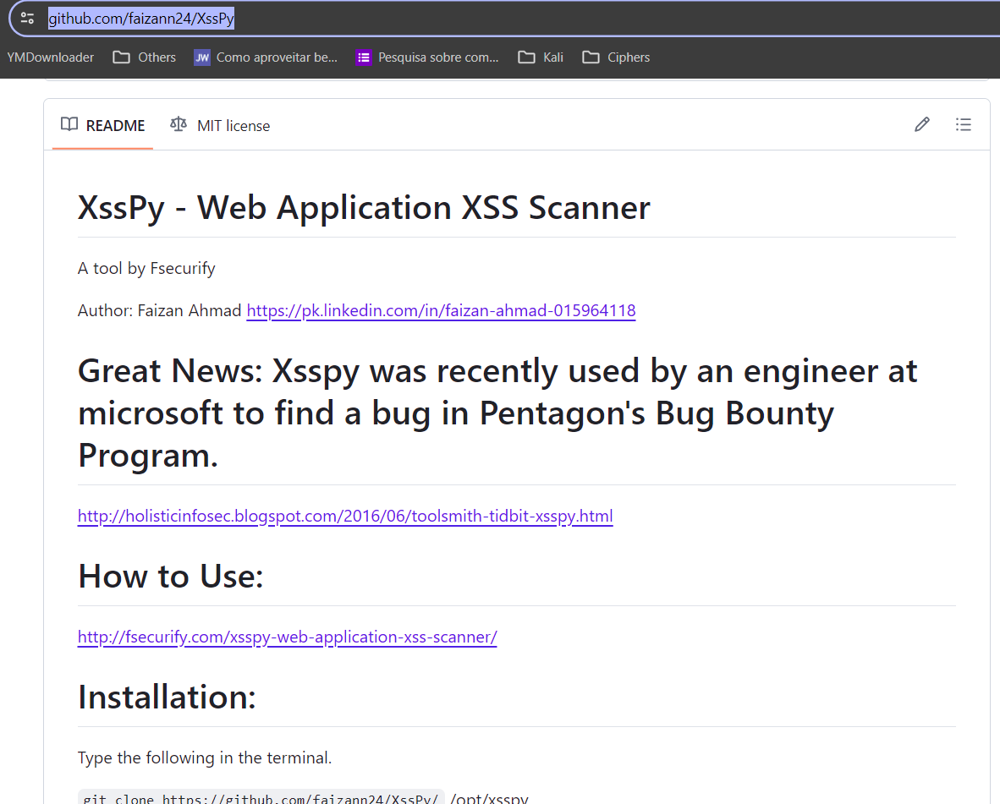 github.com/faizann24/XssPy
YMDownloader Others JW Como aproveitar be... Pesquisa sobre com... Kali Ciphers
README MIT license
XssPy - Web Application XSS Scanner
A tool by Fsecurify
Author: Faizan Ahmad https://pk.linkedin.com/in/faizan-ahmad-015964118
Great News: Xsspy was recently used by an engineer at
microsoft to find a bug in Pentagon's Bug Bounty
Program.
http://holisticinfosec.blogspot.com/2016/06/toolsmith-tidbit-xsspy.html
How to Use:
http://fsecurify.com/xsspy-web-application-xss-scanner/
Installation:
Type the following in the terminal.
git clone https://github.com/faizann24/XssPy/ /opt/xsspy